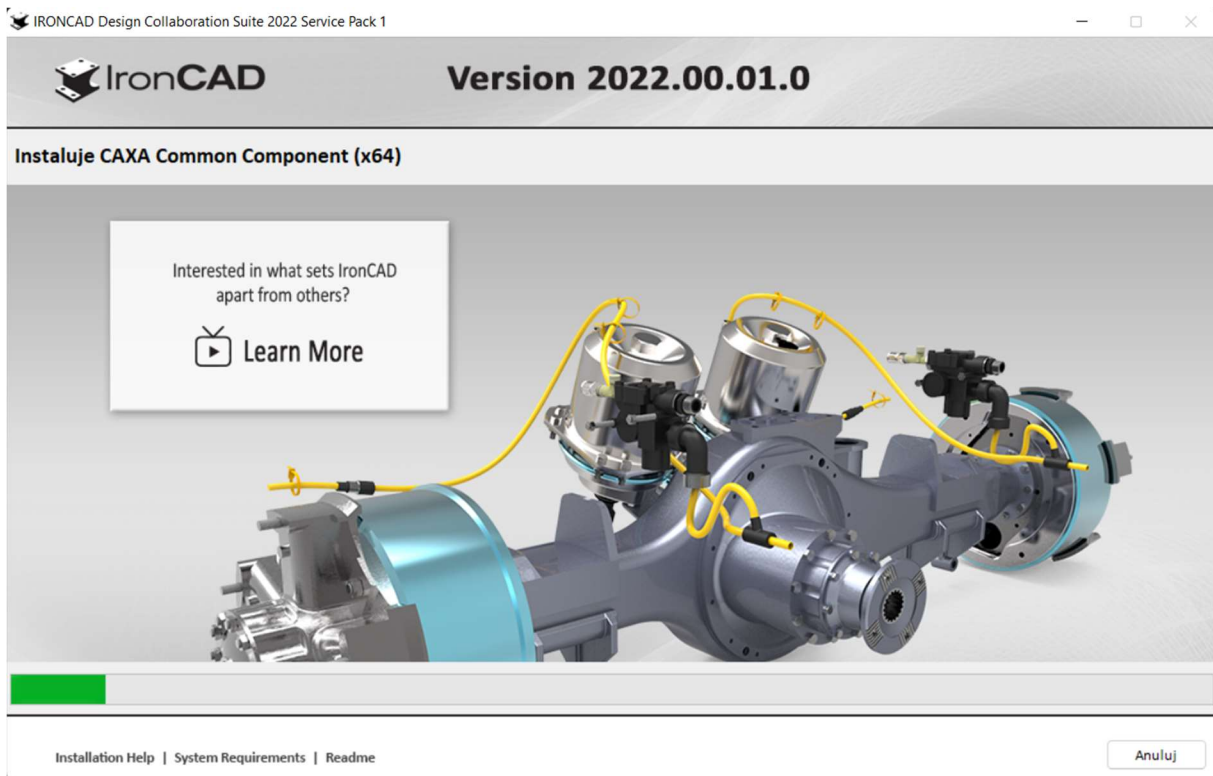 IRONCAD Design Collaboration Suite 2022 Service Pack 1
IronCAD
Version 2022.00.01.0
Instaluje CAXA Common Component (x64)
Interested in what sets IronCAD
apart from others?
Learn More
Installation Help | System Requirements | Readme
Anuluj